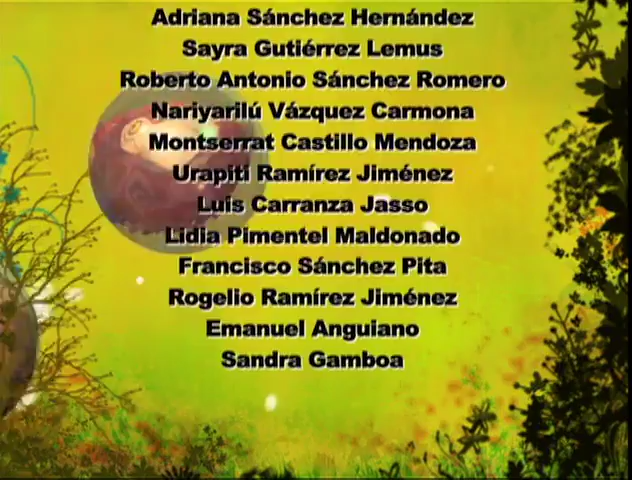 Adriana Sánchez Hernández
Sayra Gutiérrez Lemus
Roberto Antonio Sánchez Romero
Nariyarilú Vázquez Carmona
Montserrat Castillo Mendoza
Urapiti Ramírez Jiménez
Luis Carranza Jasso
Lidia Pimentel Maldonado
Francisco Sánchez Pita
Rogelio Ramírez Jiménez
Emanuel Anguiano
Sandra Gamboa